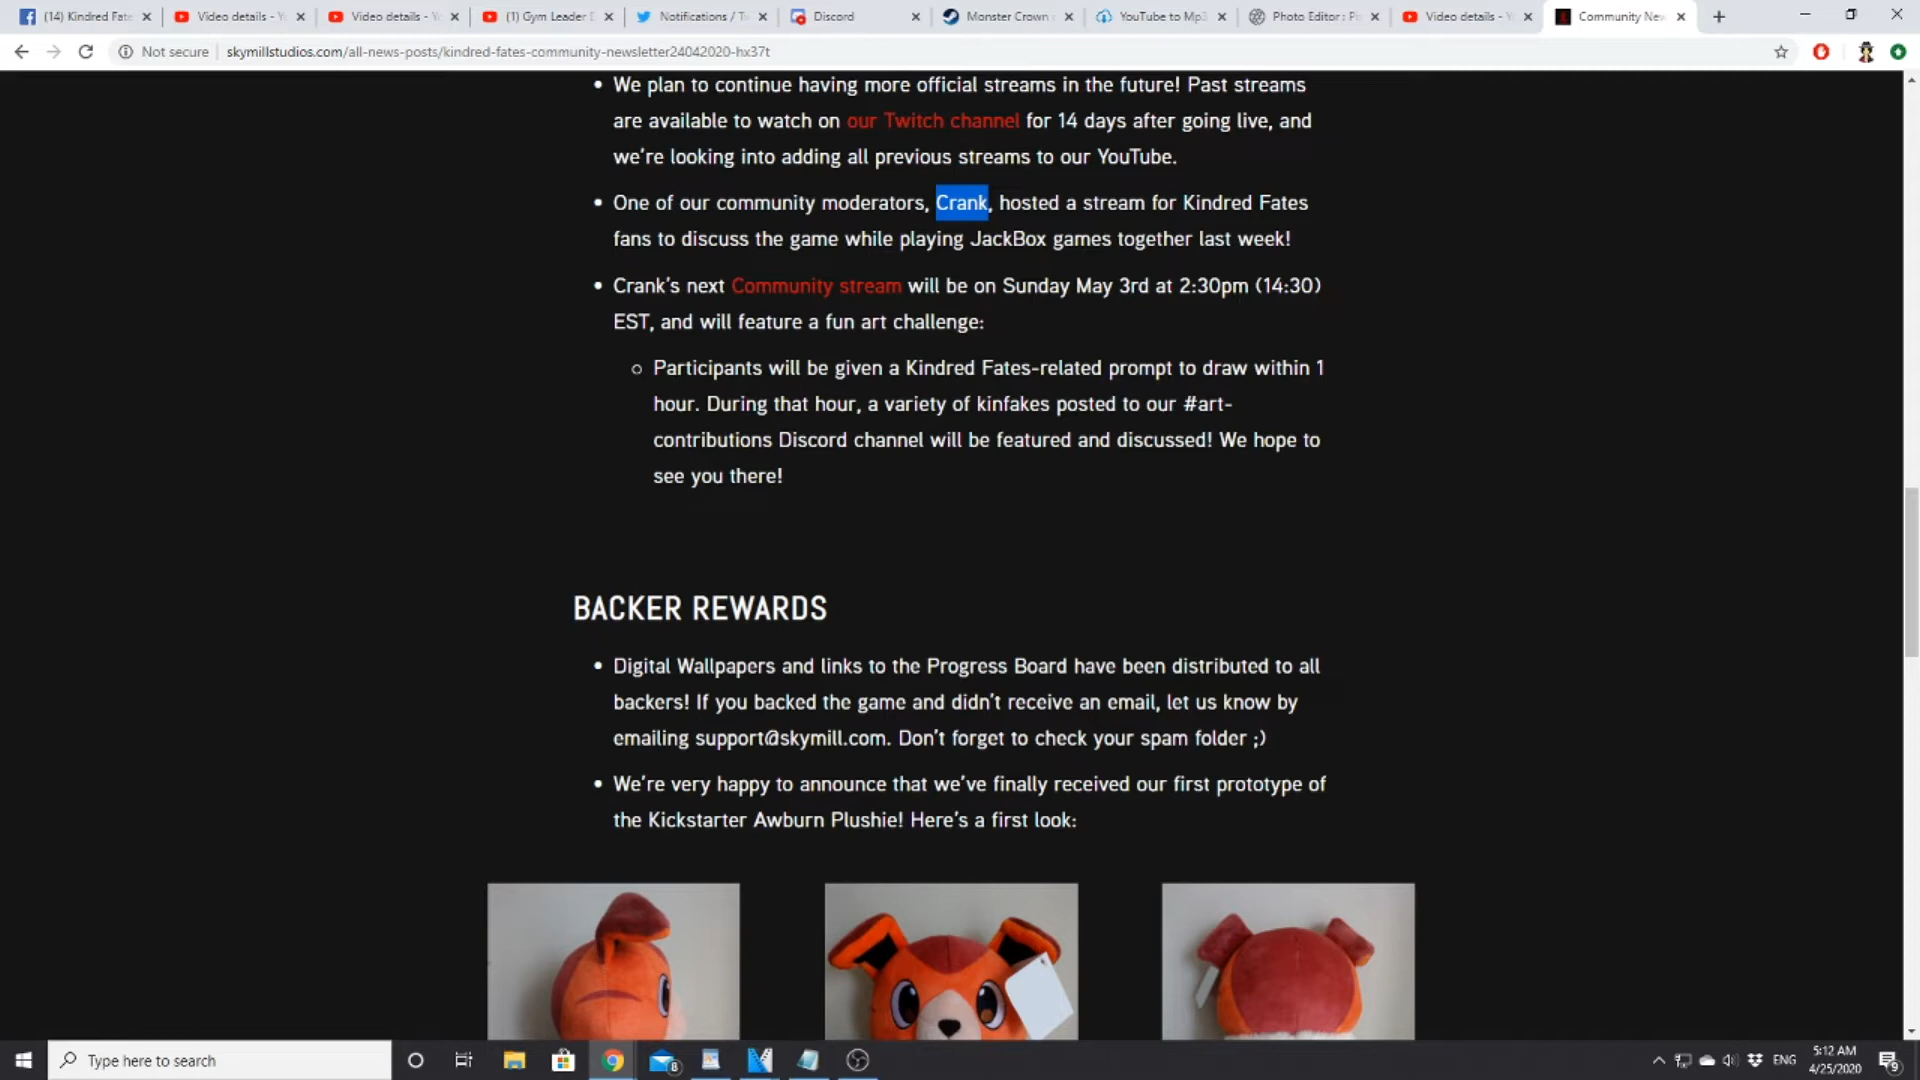 (14) Kindred Fate
Video details - Y
Video details - Y
(1) Gym Leader
Notifications / T
Discord
Monster Crown
YouTube to Mp3
Photo Editor : Pi
Video details - Y
Community Ne
Not secure | skymillstudios.com/all-news-posts/kindred-fates-community-newsletter24042020-hx37t
• We plan to continue having more official streams in the future! Past streams
are available to watch on our Twitch channel for 14 days after going live, and
we're looking into adding all previous streams to our YouTube.
• One of our community moderators, Crank, hosted a stream for Kindred Fates
fans to discuss the game while playing JackBox games together last week!
• Crank's next Community stream will be on Sunday May 3rd at 2:30pm (14:30)
EST, and will feature a fun art challenge:
○ Participants will be given a Kindred Fates-related prompt to draw within 1
hour. During that hour, a variety of kinfakes posted to our #art-
contributions Discord channel will be featured and discussed! We hope to
see you there!
BACKER REWARDS
• Digital Wallpapers and links to the Progress Board have been distributed to all
backers! If you backed the game and didn't receive an email, let us know by
emailing support@skymill.com. Don't forget to check your spam folder ;)
• We're very happy to announce that we've finally received our first prototype of
the Kickstarter Awburn Plushie! Here's a first look:
Type here to search
8
ENG
5:12 AM
4/25/2020
9